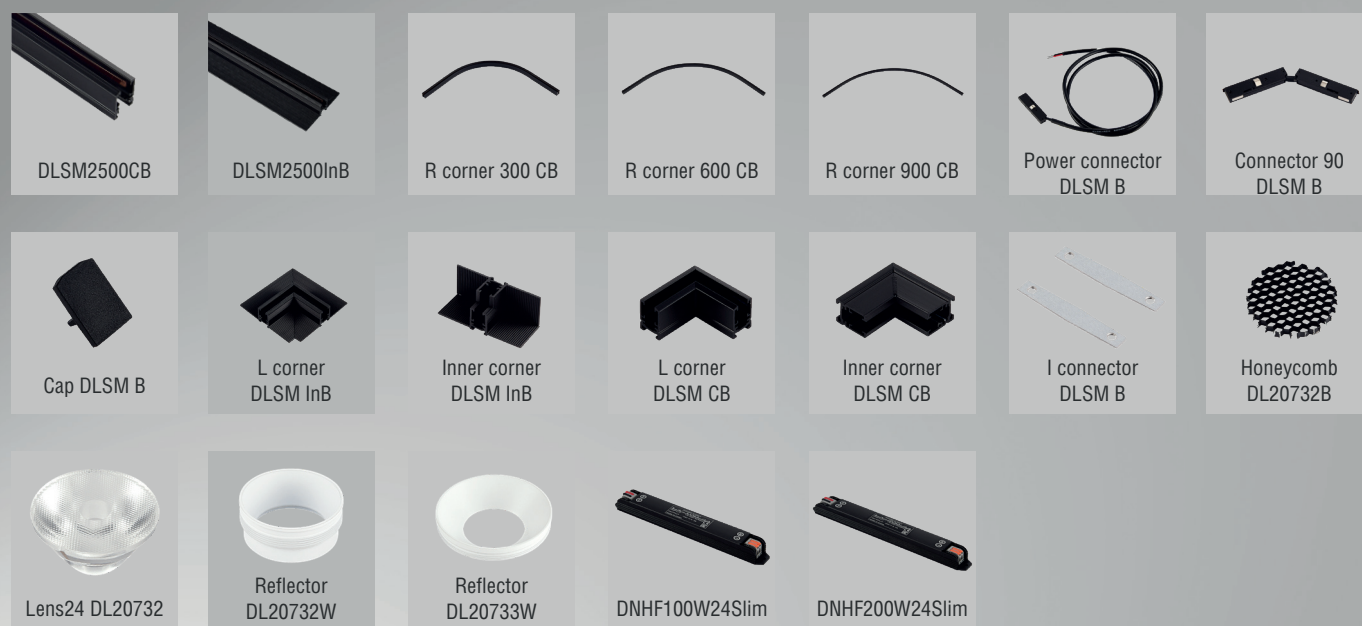 DLSM2500CB
DLSM2500InB
R corner 300 CB
R corner 600 CB
R corner 900 CB
Power connector
DLSM B
Connector 90
DLSM B
Cap DLSM B
L corner
DLSM InB
Inner corner
DLSM InB
L corner
DLSM CB
Inner corner
DLSM CB
I connector
DLSM B
Honeycomb
DL20732B
Lens24 DL20732
Reflector
DL20732W
Reflector
DL20733W
DNHF100W24Slim
DNHF200W24Slim